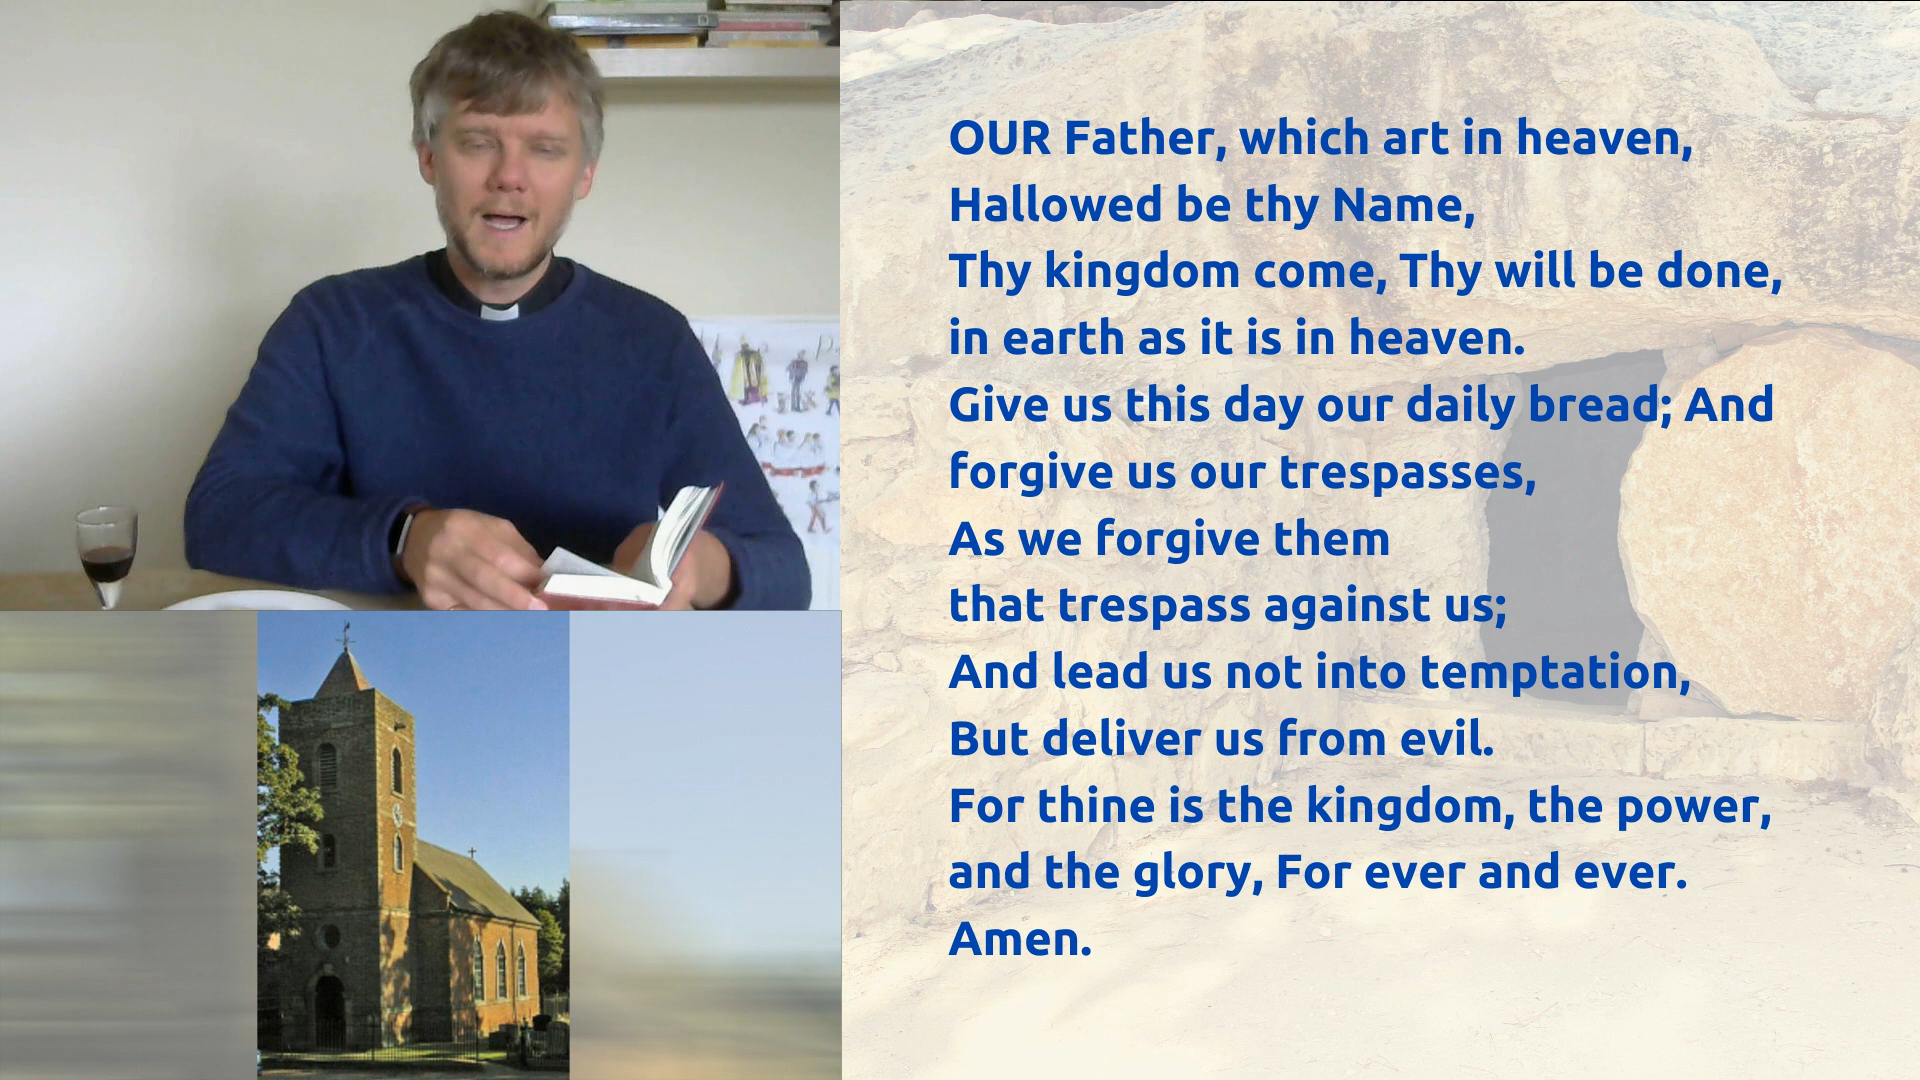 OUR Father, which art in heaven,
Hallowed be thy Name,
Thy kingdom come, Thy will be done,
in earth as it is in heaven.
Give us this day our daily bread; And
forgive us our trespasses,
As we forgive them
that trespass against us;
And lead us not into temptation,
But deliver us from evil.
For thine is the kingdom, the power,
and the glory, For ever and ever.
Amen.